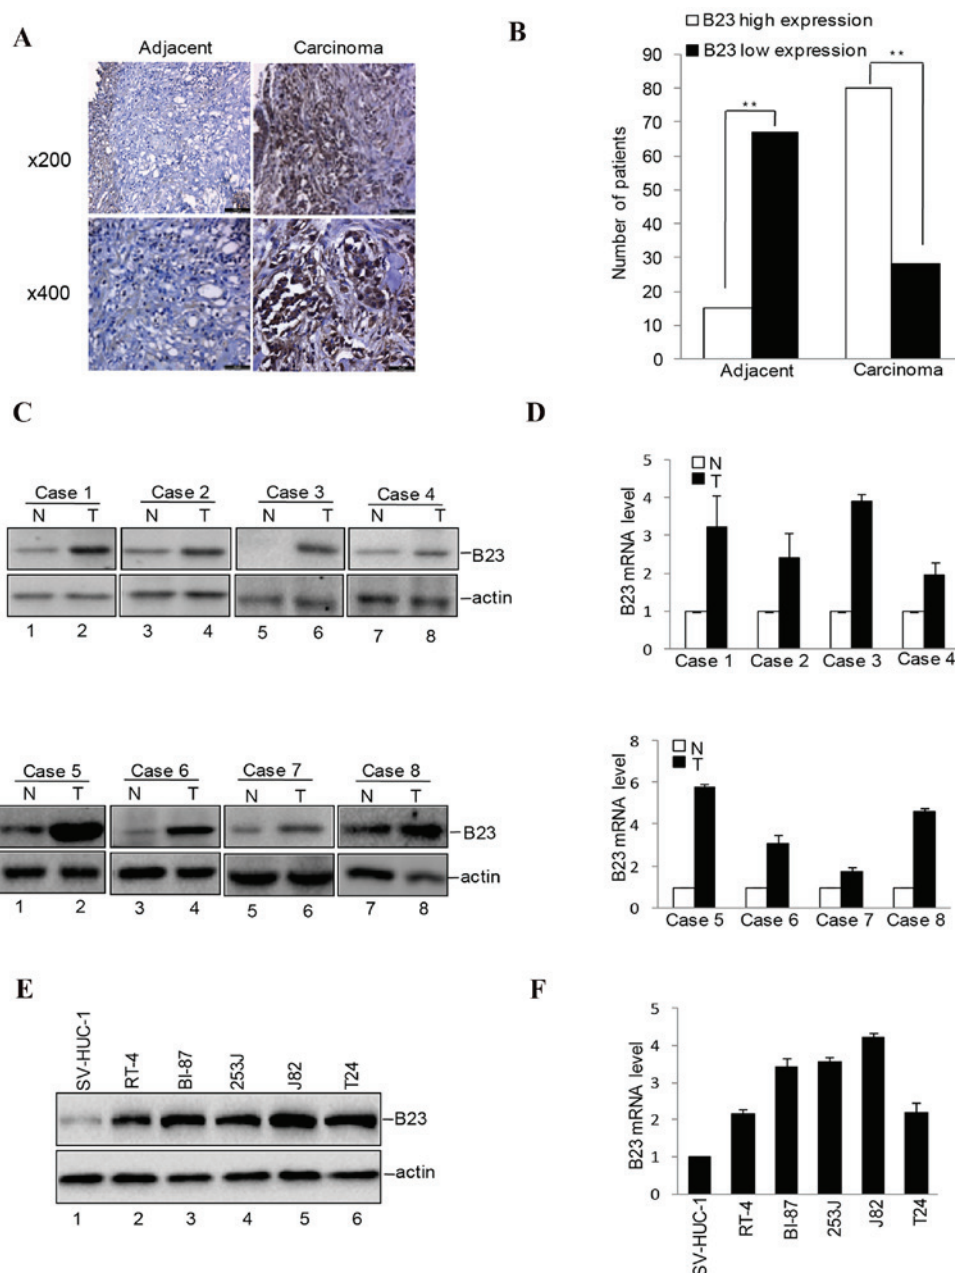 A
Adjacent Carcinoma
x200
x400
B
B23 high expression
B23 low expression
Number of patients
90
80
70
60
50
40
30
20
10
0
**
**
Adjacent Carcinoma
C
Case 1 Case 2 Case 3 Case 4
N T N T N T N T
B23
actin
1 2 3 4 5 6 7 8
Case 5 Case 6 Case 7 Case 8
N T N T N T N T
B23
actin
1 2 3 4 5 6 7 8
D
N
T
B23 mRNA level
5
4
3
2
1
0
Case 1 Case 2 Case 3 Case 4
N
T
B23 mRNA level
8
6
4
2
0
Case 5 Case 6 Case 7 Case 8
E
SV-HUC-1 RT-4 BI-87 253J J82 T24
B23
actin
1 2 3 4 5 6
F
B23 mRNA level
5
4
3
2
1
0
SV-HUC-1 RT-4 BI-87 253J J82 T24